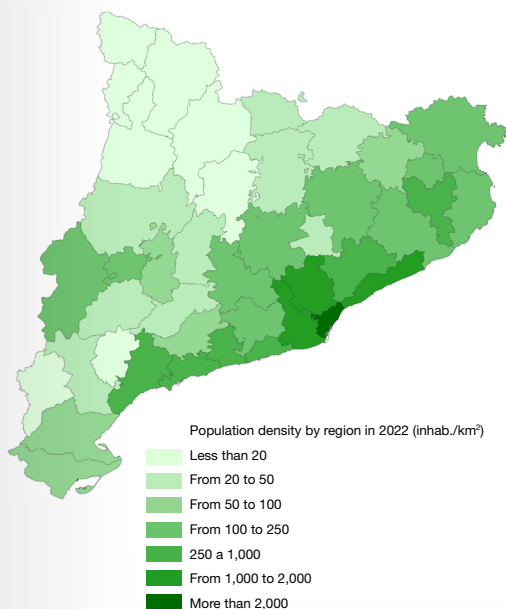 Population density by region in 2022 (inhab./km²)
Less than 20
From 20 to 50
From 50 to 100
From 100 to 250
250 a 1,000
From 1,000 to 2,000
More than 2,000